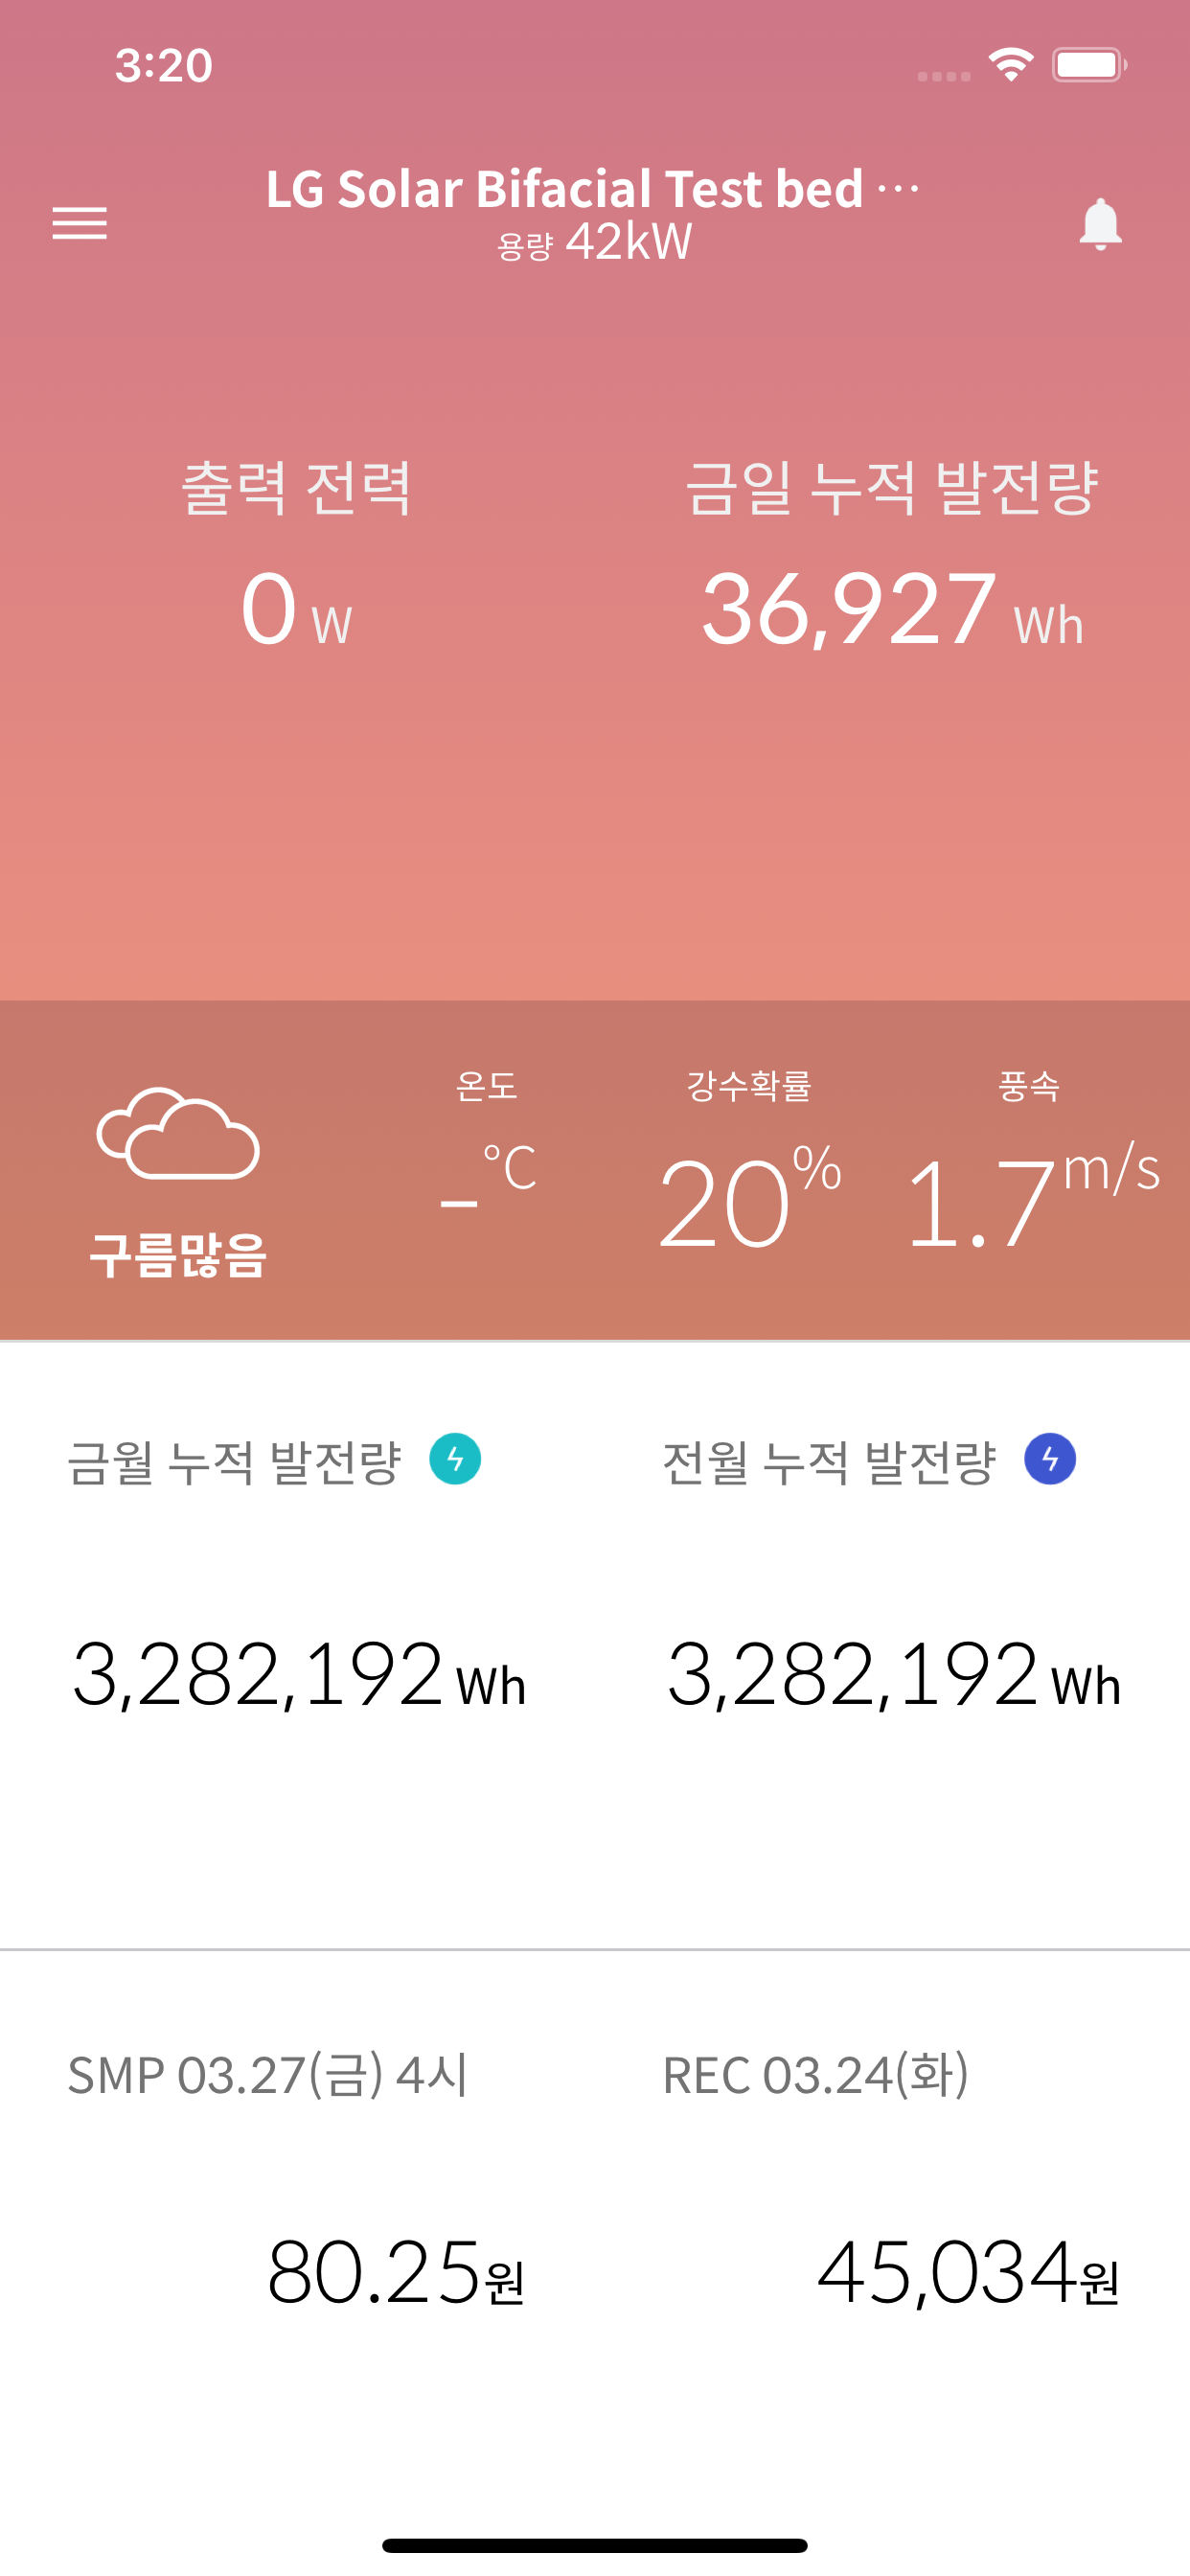 3:20
LG Solar Bifacial Test bed …
용량 42kW
출력 전력
금일 누적 발전량
0 W
36,927 Wh
온도
강수확률
풍속
-°C
20%
1.7m/s
구름많음
금월 누적 발전량
전월 누적 발전량
3,282,192 Wh
3,282,192 Wh
SMP 03.27(금) 4시
REC 03.24(화)
80.25원
45,034원